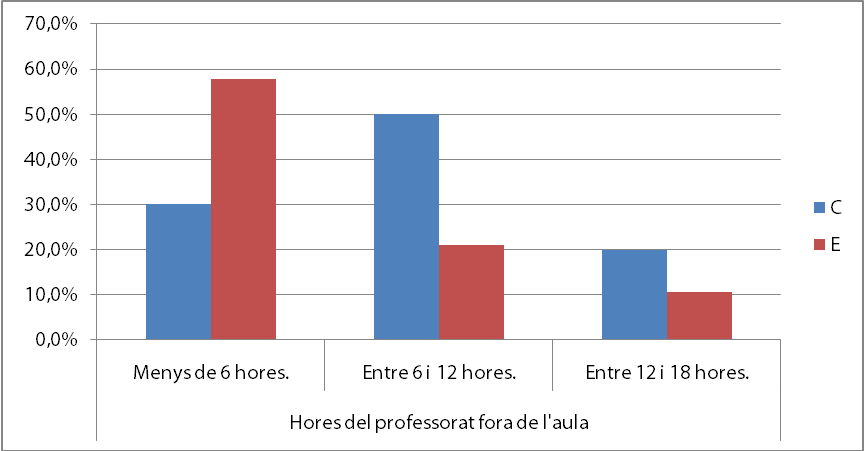 70,0%
60,0%
50,0%
40,0%
30,0%
20,0%
10,0%
0,0%
C
E
Menys de 6 hores. Entre 6 i 12 hores. Entre 12 i 18 hores.
Hores del professorat fora de l'aula